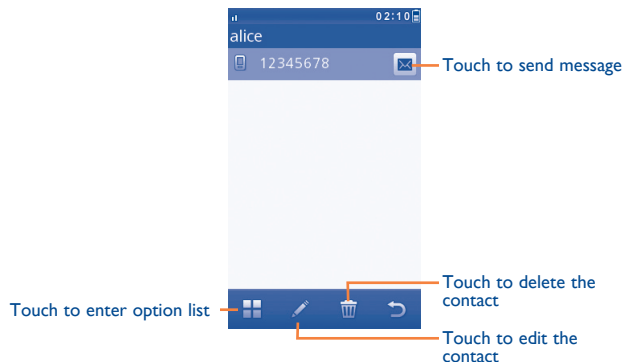 02:10
alice
12345678
Touch to send message
Touch to delete the
contact
Touch to enter option list
Touch to edit the
contact